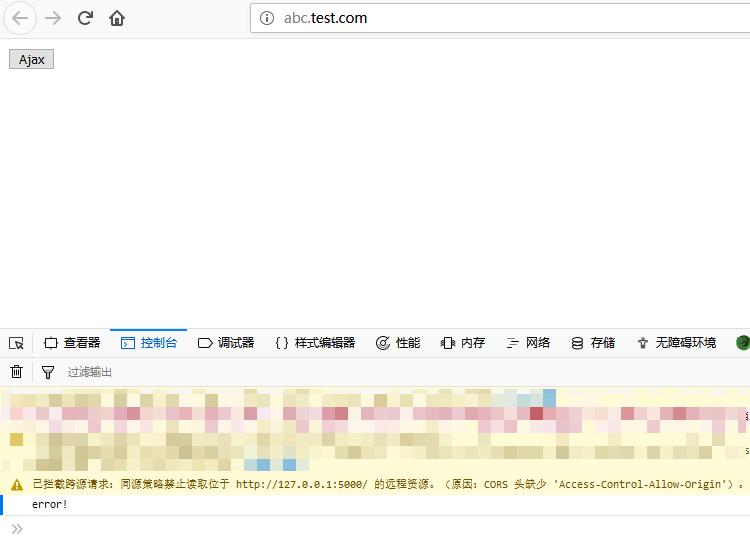 abc.test.com
Ajax
查看器 控制台 调试器 {} 样式编辑器 性能 内存 网络 存储 无障碍环境
过滤输出
s
已拦截跨源请求：同源策略禁止读取位于 http://127.0.0.1:5000/ 的远程资源。（原因：CORS 头缺少 'Access-Control-Allow-Origin'）。
error!